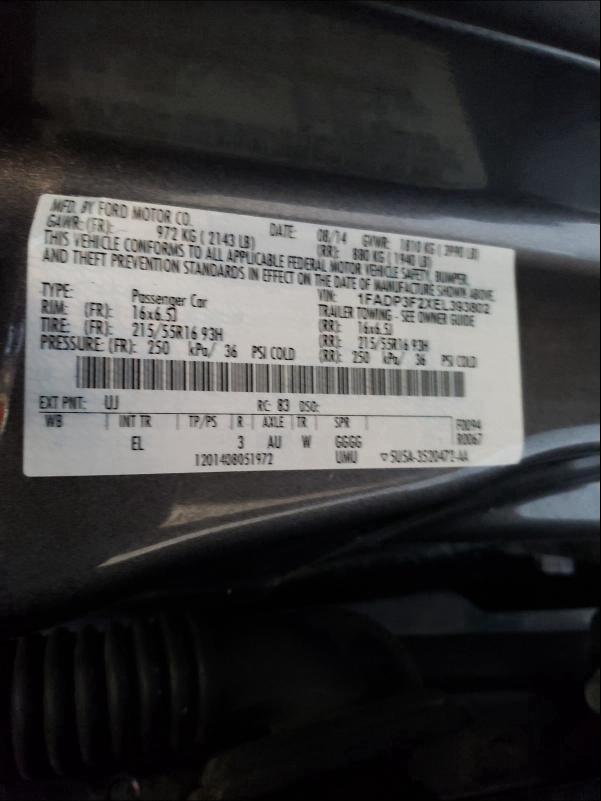 MFD. BY FORD MOTOR CO. DATE: 08/14 GVWR: 1810 KG ( 3990 LB)
GAWR: (FR): 972 KG ( 2143 LB) (RR): 880 KG ( 1940 LB)
THIS VEHICLE CONFORMS TO ALL APPLICABLE FEDERAL MOTOR VEHICLE SAFETY, BUMPER,
AND THEFT PREVENTION STANDARDS IN EFFECT ON THE DATE OF MANUFACTURE SHOWN ABOVE.
VIN: 1FADP3F2XEL393802
TYPE: Passenger Car TRAILER TOWING - SEE OWNER GUIDE
RIM: (FR): 16x6.5J (RR): 16x6.5J
TIRE: (FR): 215/55R16 93H (RR): 215/55R16 93H
PRESSURE: (FR): 250 kPa/ 36 PSI COLD (RR): 250 kPa/ 36 PSI COLD
EXT PNT: UJ RC: 83 DSO:
WB INT TR TP/PS R AXLE TR SPR F0094
EL 3 AU W GGGG R0067
1201408051972 UMU ▽ 5U5A-3520472-AA